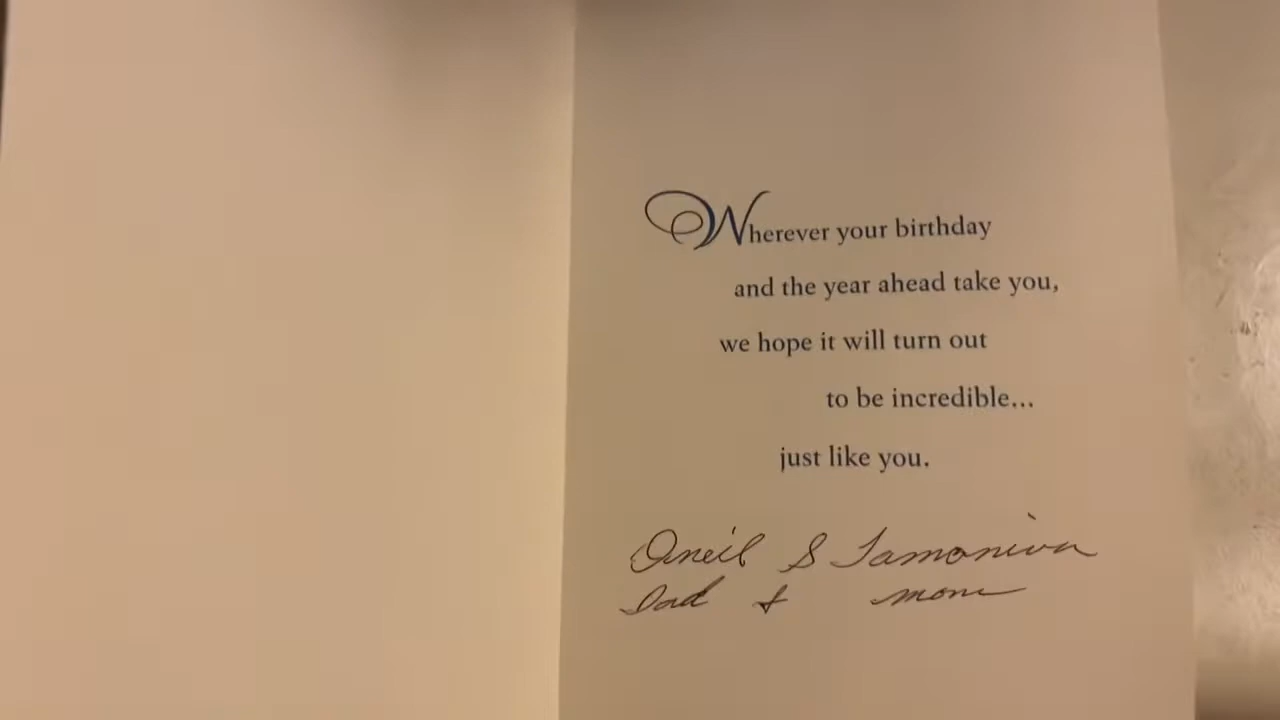 Wherever your birthday
and the year ahead take you,
we hope it will turn out
to be incredible...
just like you.
Oneil &
Dad & mom